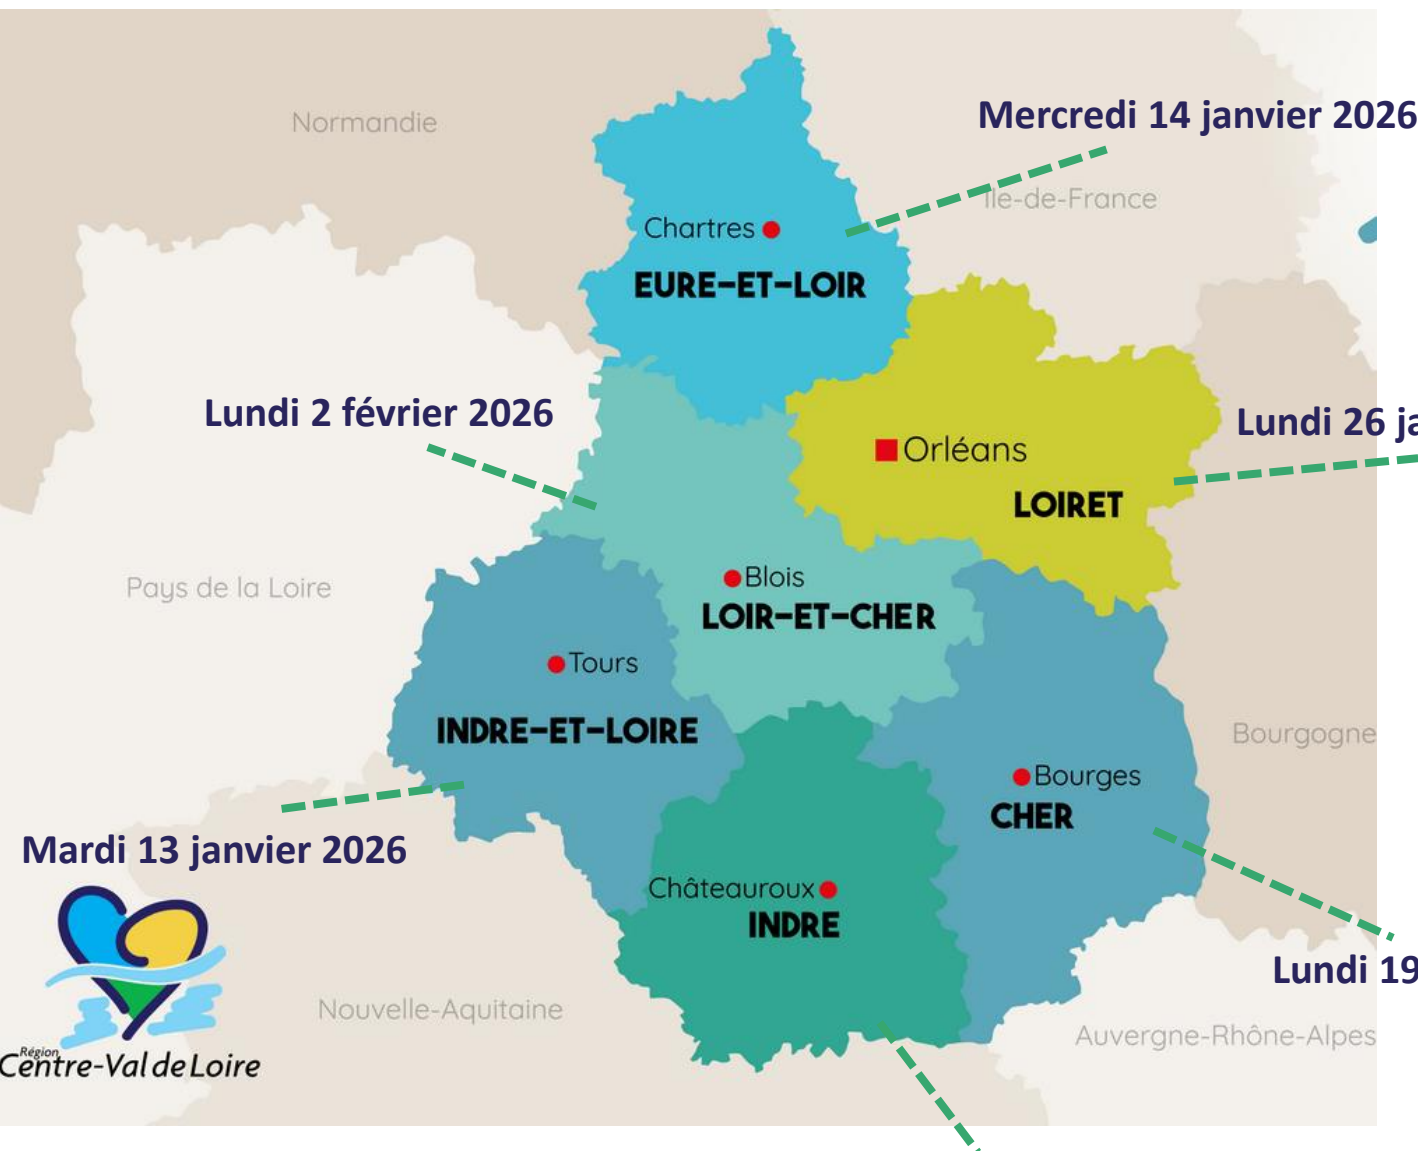 Normandie
Mercredi 14 janvier 2026
Île-de-France
Chartres
EURE-ET-LOIR
Lundi 2 février 2026
Lundi 26
Orléans
LOIRET
Pays de la Loire
Blois
LOIR-ET-CHER
Tours
INDRE-ET-LOIRE
Bourgogne
Bourges
CHER
Mardi 13 janvier 2026
Châteauroux
INDRE
Lundi 19
Nouvelle-Aquitaine
Auvergne-Rhône-Alpes
Région
Centre-Val de Loire